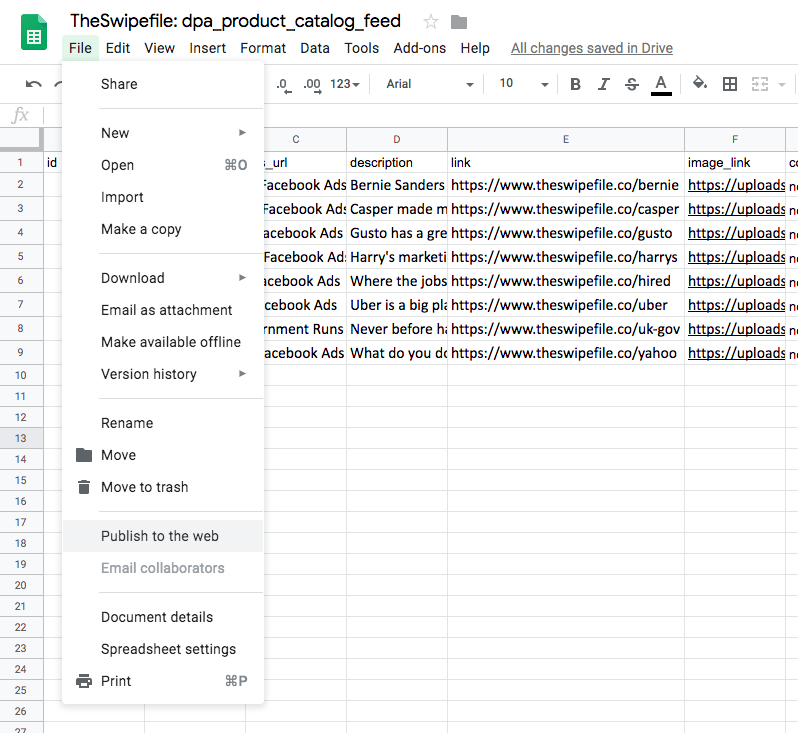 TheSwipefile: dpa_product_catalog_feed
File Edit View Insert Format Data Tools Add-ons Help All changes saved in Drive
.0 .00 123 Arial 10 B I S A
fx
Share
New
Open ⌘O
Import
Make a copy
Download
Email as attachment
Make available offline
Version history
Rename
Move
Move to trash
Publish to the web
Email collaborators
Document details
Spreadsheet settings
Print ⌘P
C D E F
1 id s_url description link image_link
2 Facebook Ads Bernie Sanders https://www.theswipefile.co/bernie https://uploads
3 Facebook Ads Casper made m https://www.theswipefile.co/casper https://uploads
4 acebook Ads Gusto has a gre https://www.theswipefile.co/gusto https://uploads
5 Facebook Ads Harry's marketi https://www.theswipefile.co/harrys https://uploads
6 acebook Ads Where the jobs https://www.theswipefile.co/hired https://uploads
7 cebook Ads Uber is a big pla https://www.theswipefile.co/uber https://uploads
8 rnment Runs Never before ha https://www.theswipefile.co/uk-gov https://uploads
9 acebook Ads What do you do https://www.theswipefile.co/yahoo https://uploads
10
11
12
13
14
15
16
17
18
19
20
21
22
23
24
25
26
27